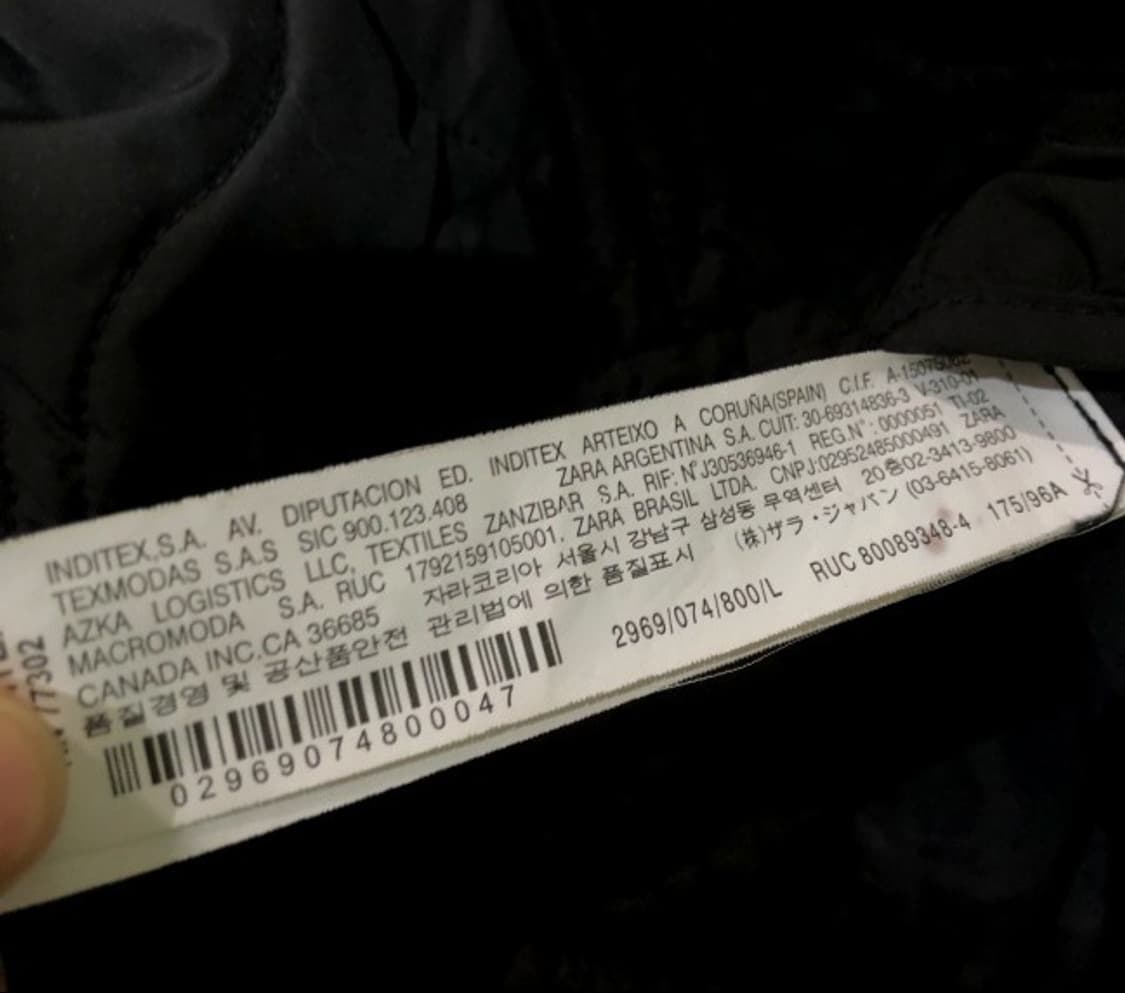 INDITEX,S.A. AV. DIPUTACION ED. INDITEX ARTEIXO A CORUÑA(SPAIN) C.I.F. A-15075062
TEXMODAS S.A.S SIC 900.123.408 ZARA ARGENTINA S.A. CUIT: 30-69314836-3 V-310-01
AZKA LOGISTICS LLC, TEXTILES ZANZIBAR S.A. RIF: Nº J30536946-1 REG.Nº: 0000051 TI-02
MACROMODA S.A. RUC 1792159105001, ZARA BRASIL LTDA. CNPJ:02952485000491 ZARA
CANADA INC.CA 36685 자라코리아 서울시 강남구 삼성동 무역센터 20층02-3413-9800
품질경영 및 공산품안전 관리법에 의한 품질표시 (株)ザラ・ジャパン (03-6415-8061)
2969/074/800/L RUC 80089348-4 175/96A
02969074800047
77302